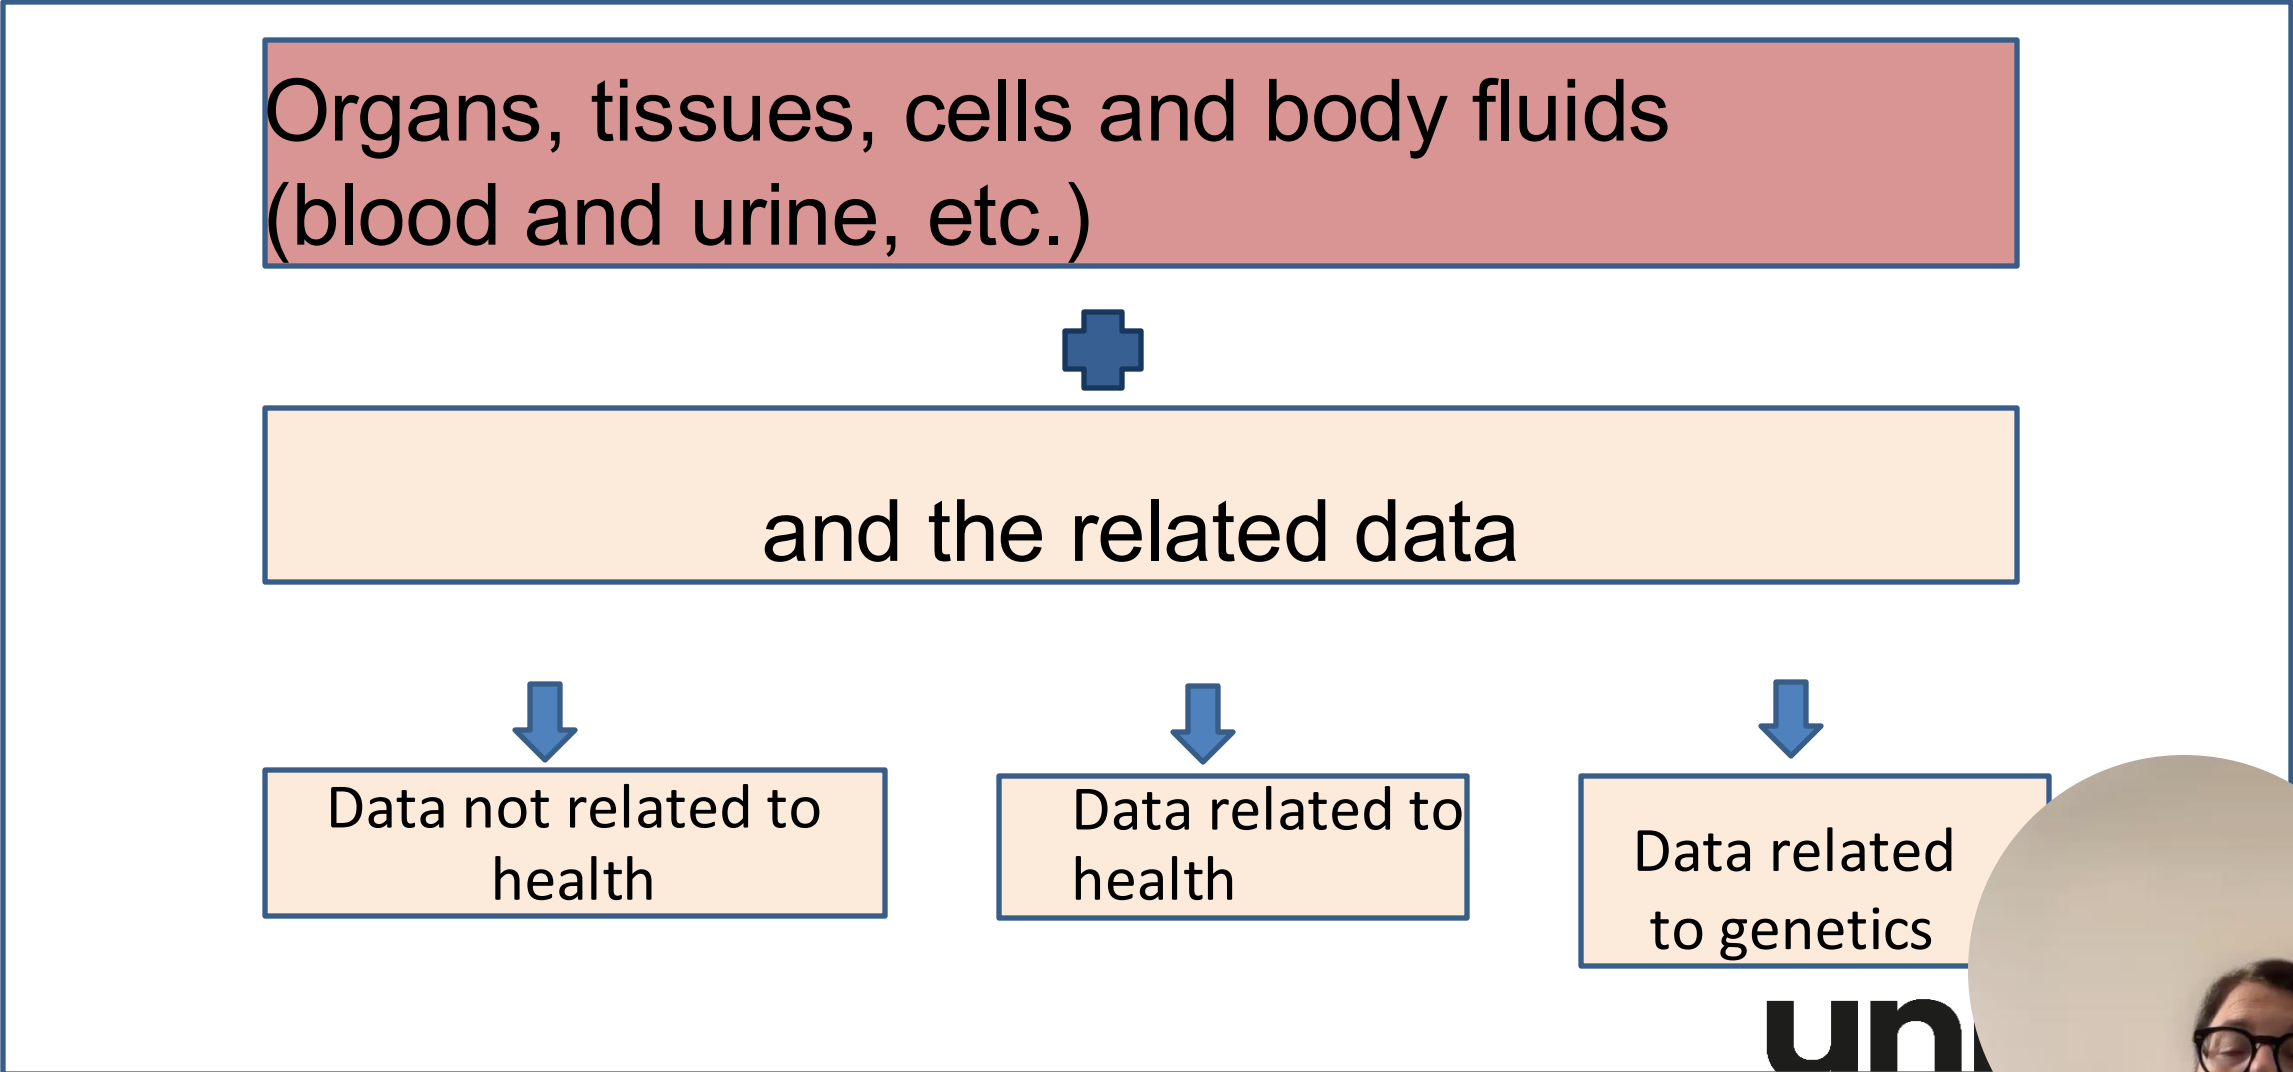 Organs, tissues, cells and body fluids
(blood and urine, etc.)
and the related data
Data not related to
health
Data related to
health
Data related
to genetics